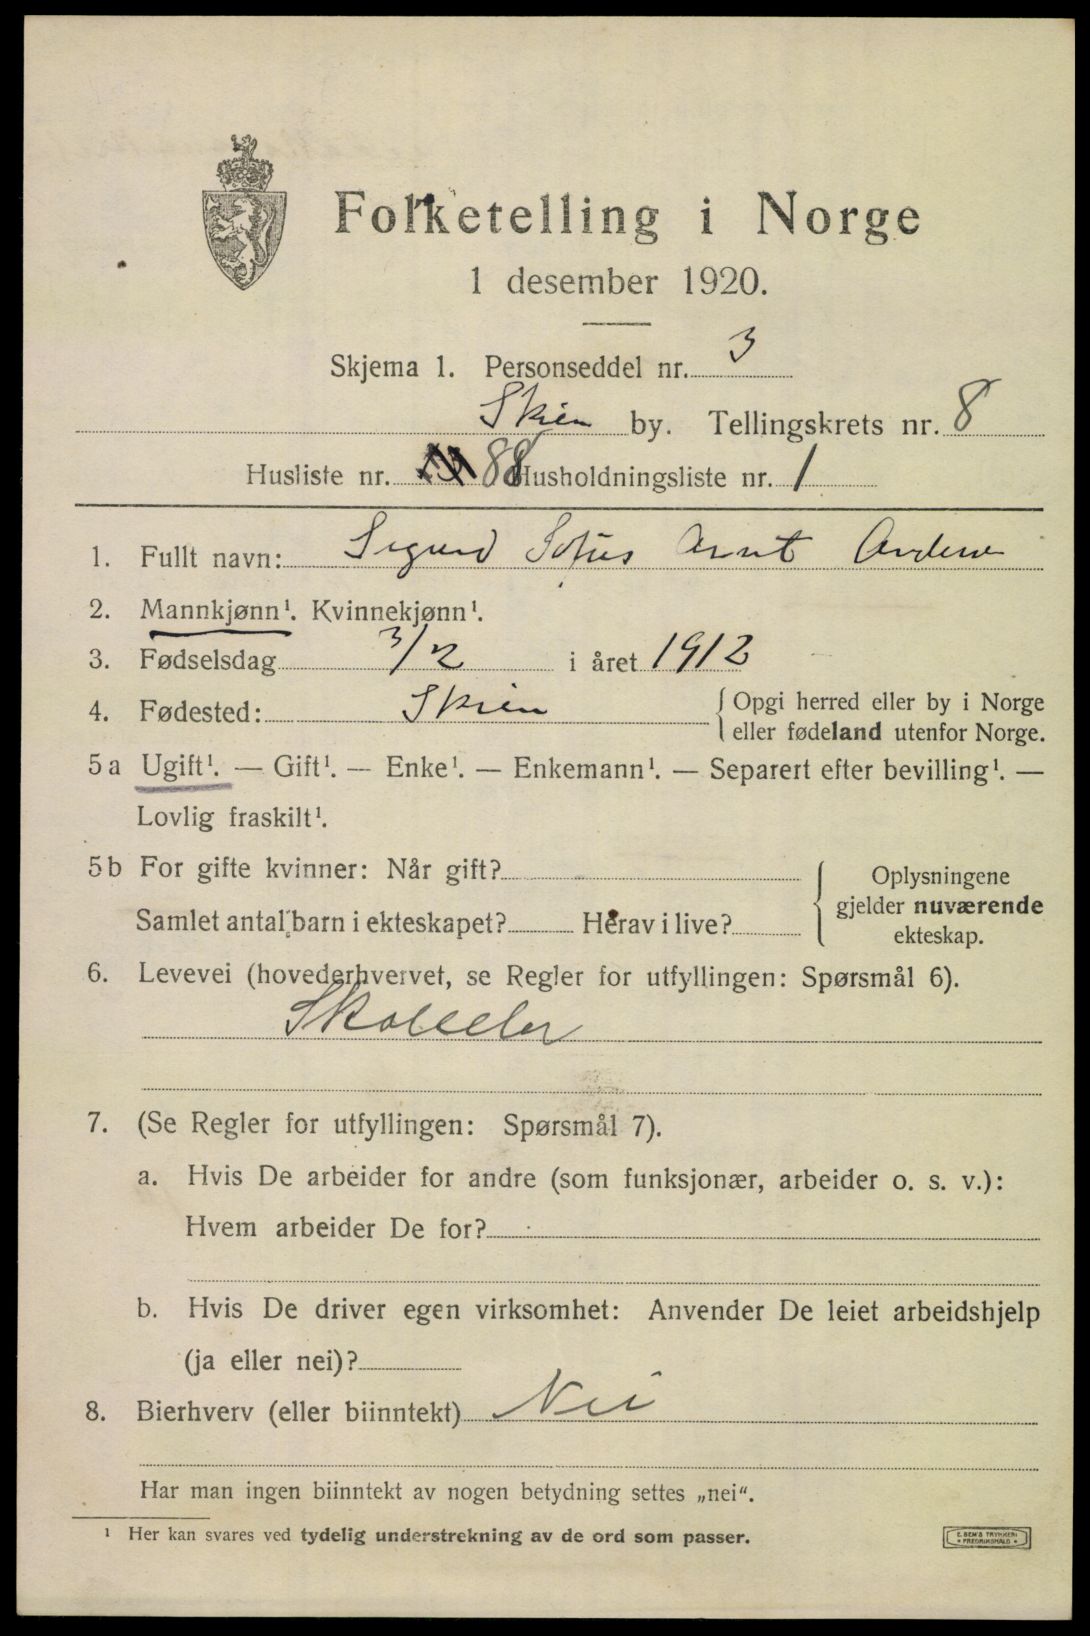 Folketelling i Norge
1 desember 1920.
Skjema 1. Personseddel nr. 3
Skien by. Tellingskrets nr. 8
Husliste nr. 88 Husholdningsliste nr. 1
1. Fullt navn: Sigurd Sofus Arnt
2. Mannkjønn¹. Kvinnekjønn¹.
3. Fødselsdag 3/2 i året 1912
4. Fødested: Skien { Opgi herred eller by i Norge
eller fødeland utenfor Norge.
5a Ugift¹. — Gift¹. — Enke¹. — Enkemann¹. — Separert efter bevilling¹. —
Lovlig fraskilt¹.
5b For gifte kvinner: Når gift?
Samlet antal barn i ekteskapet? Herav i live?
{ Oplysningene
gjelder nuværende
ekteskap.
6. Levevei (hovederhvervet, se Regler for utfyllingen: Spørsmål 6).
Skoleelev
7. (Se Regler for utfyllingen: Spørsmål 7).
a. Hvis De arbeider for andre (som funksjonær, arbeider o. s. v.):
Hvem arbeider De for?
b. Hvis De driver egen virksomhet: Anvender De leiet arbeidshjelp
(ja eller nei)?
8. Bierhverv (eller biinntekt) Nei
Har man ingen biinntekt av nogen betydning settes „nei“.
¹ Her kan svares ved tydelig understrekning av de ord som passer.
E. SEM'S TRYKKERI
• FREDRIKSHALD •